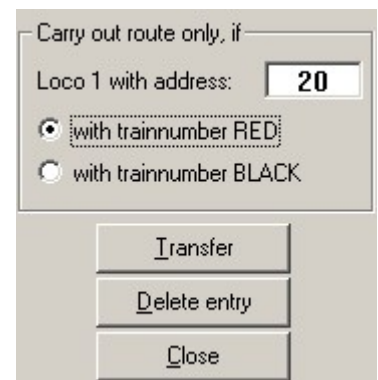 Carry out route only, if
Loco 1 with address: 20
with trainnumber RED
with trainnumber BLACK
Transfer
Delete entry
Close